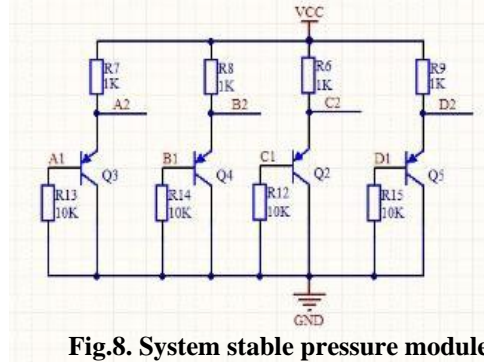 VCC
R7 R8 R6 R9
1K 1K 1K 1K
A2 B2 C2 D2
A1 B1 C1 D1
Q3 Q4 Q2 Q5
R13 R14 R12 R15
10K 10K 10K 10K
GND
Fig.8. System stable pressure module